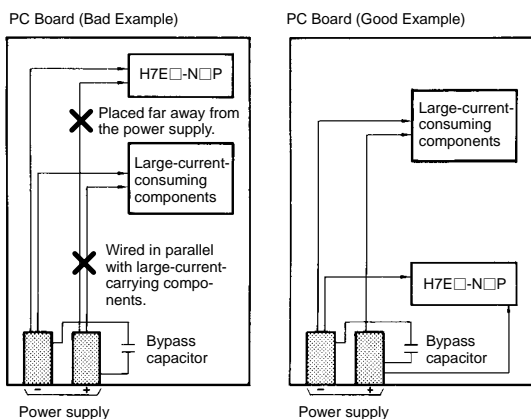 PC Board (Bad Example)
H7E□-N□P
Placed far away from
the power supply.
Large-current-
consuming
components
Wired in parallel
with large-current-
carrying compo-
nents.
Bypass
capacitor
− +
Power supply
PC Board (Good Example)
Large-current-
consuming
components
H7E□-N□P
Bypass
capacitor
− +
Power supply